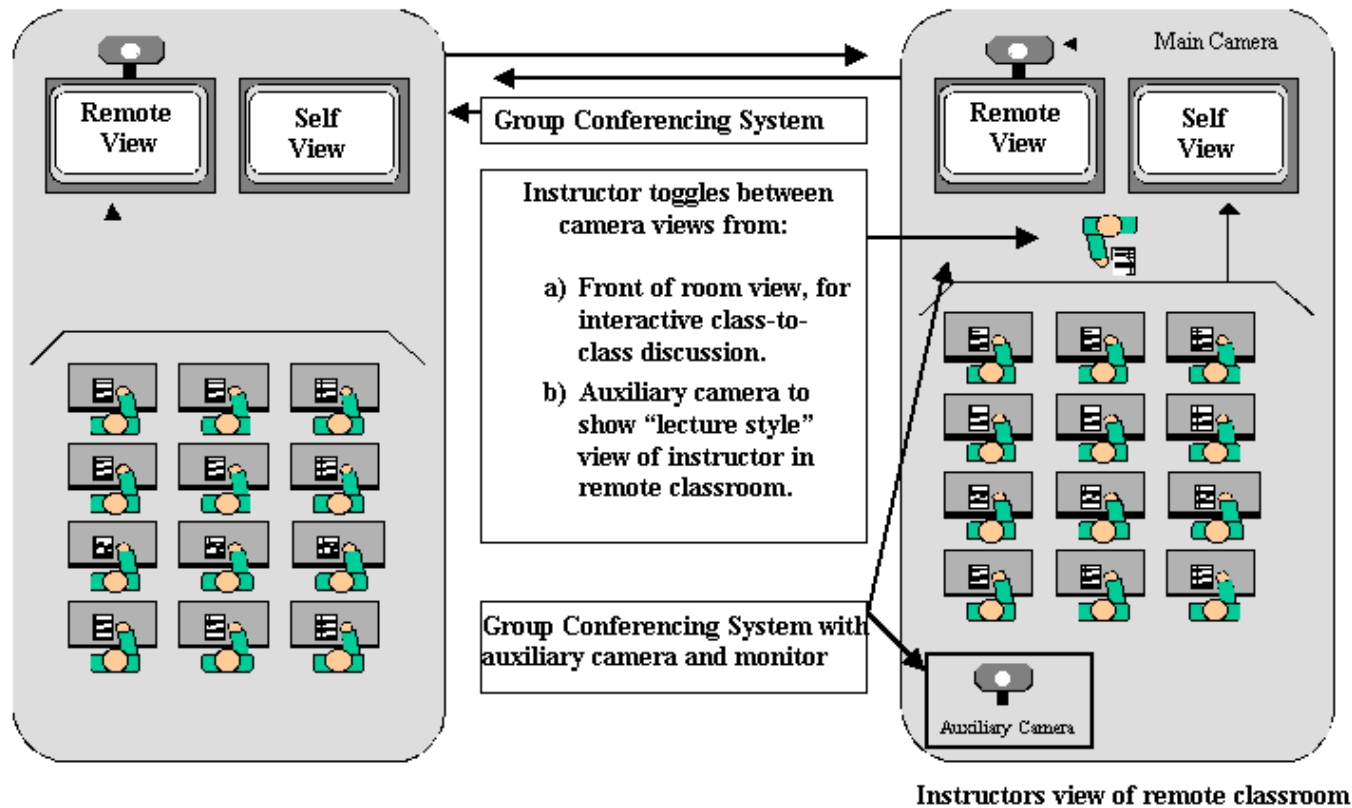 Remote
View
Self
View
Group Conferencing System
Instructor toggles between
camera views from:
a) Front of room view, for
interactive class-to-
class discussion.
b) Auxiliary camera to
show “lecture style”
view of instructor in
remote classroom.
Group Conferencing System with
auxiliary camera and monitor
Main Camera
Remote
View
Self
View
Auxiliary Camera
Instructors view of remote classroom